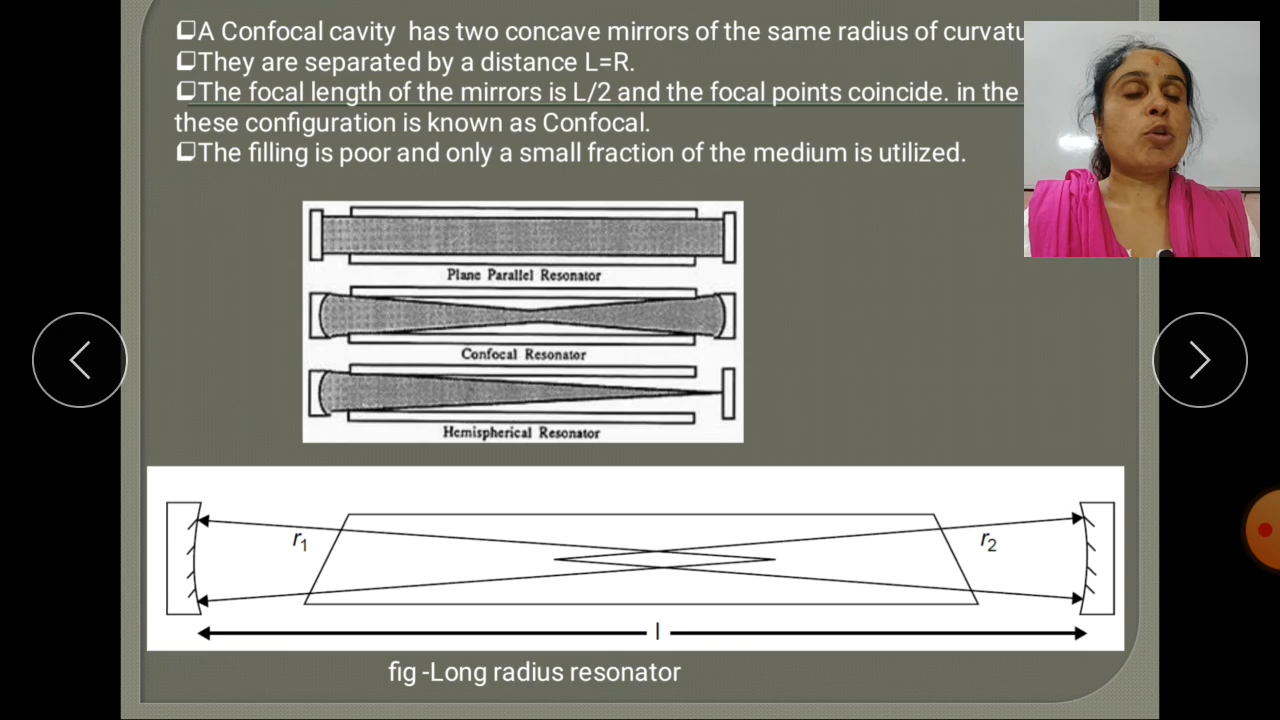 ❑A Confocal cavity has two concave mirrors of the same radius of
❑They are separated by a distance L=R.
❑The focal length of the mirrors is L/2 and the focal points coincide. in the
these configuration is known as Confocal.
❑The filling is poor and only a small fraction of the medium is utilized.
Plane Parallel Resonator
Confocal Resonator
Hemispherical Resonator
r1
r2
l
fig -Long radius resonator